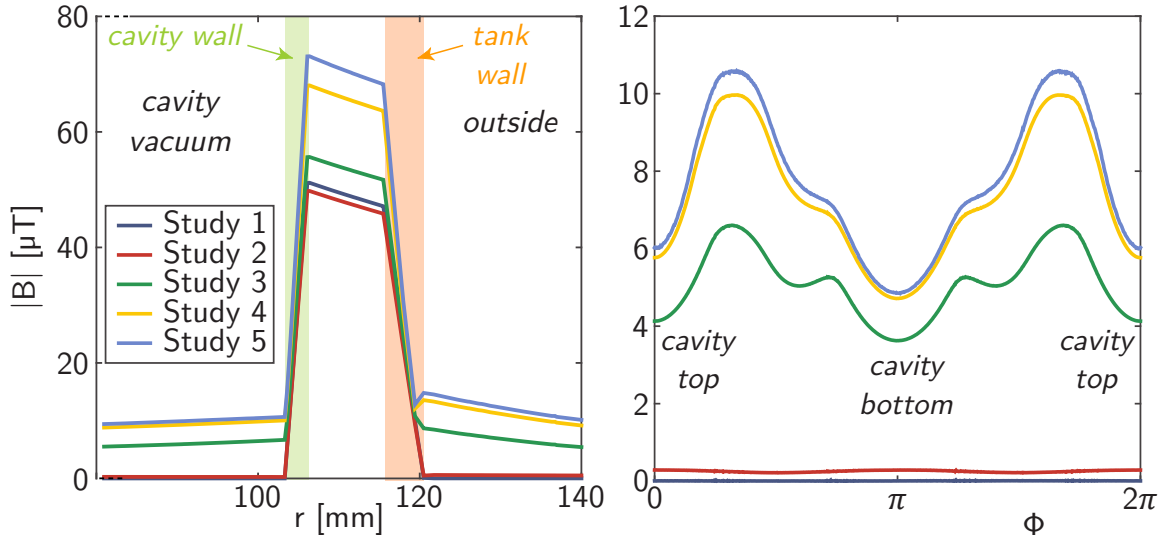 80
60
40
20
0
|B| [µT]
cavity wall
tank
wall
cavity
vacuum
outside
Study 1
Study 2
Study 3
Study 4
Study 5
100
120
140
r [mm]
12
10
8
6
4
2
0
cavity
top
cavity
bottom
cavity
top
0
π
2π
Φ